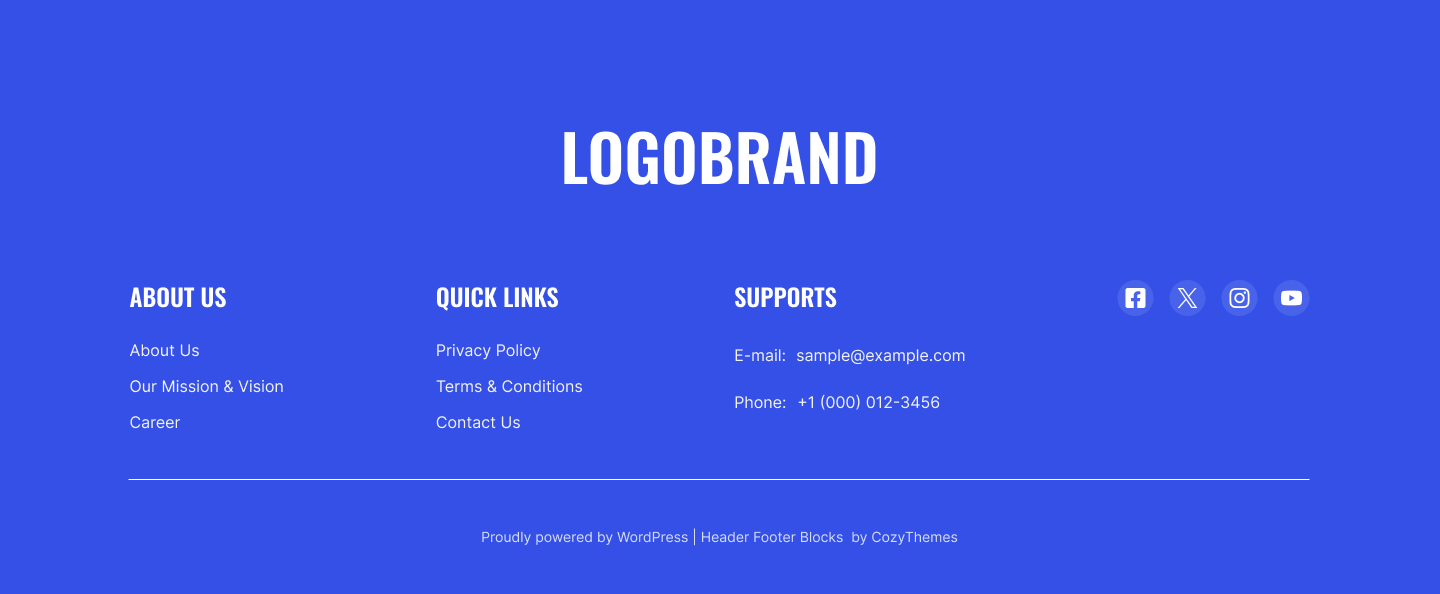 LOGOBRAND
ABOUT US
About Us
Our Mission & Vision
Career
QUICK LINKS
Privacy Policy
Terms & Conditions
Contact Us
SUPPORTS
E-mail: sample@example.com
Phone: +1 (000) 012-3456
Proudly powered by WordPress | Header Footer Blocks by CozyThemes